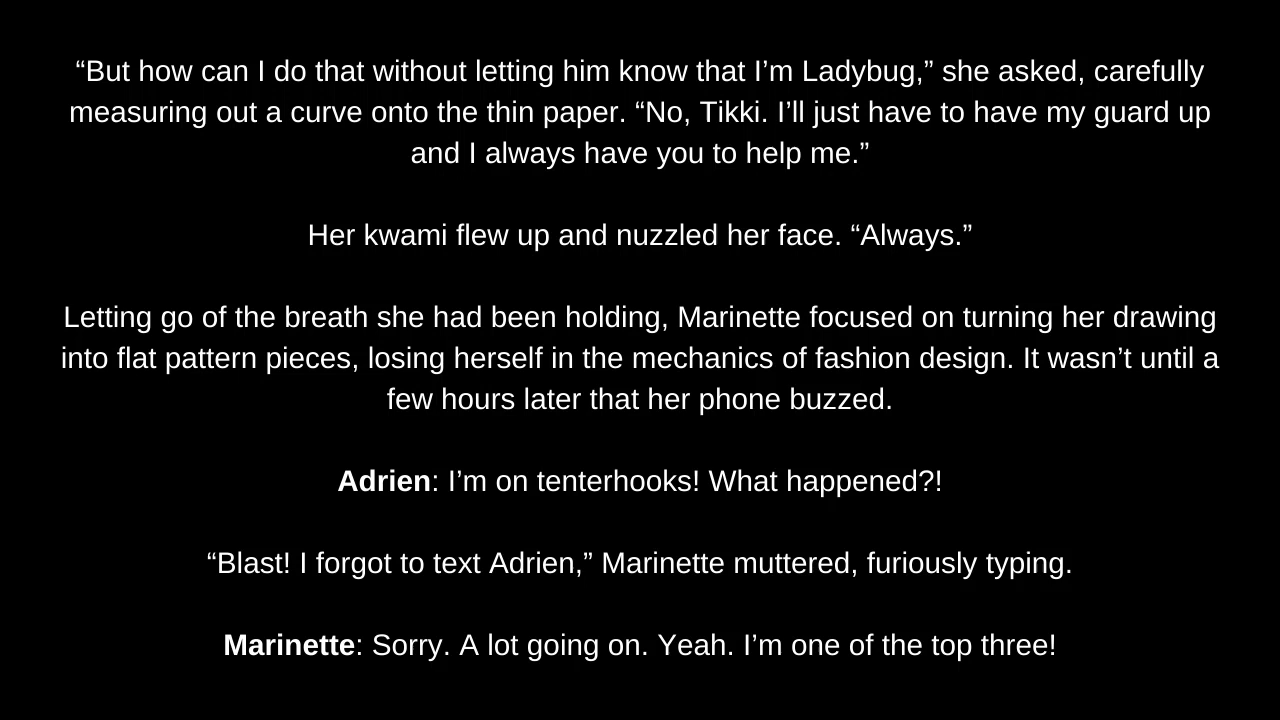 “But how can I do that without letting him know that I’m Ladybug,” she asked, carefully
measuring out a curve onto the thin paper. “No, Tikki. I’ll just have to have my guard up
and I always have you to help me.”
Her kwami flew up and nuzzled her face. “Always.”
Letting go of the breath she had been holding, Marinette focused on turning her drawing
into flat pattern pieces, losing herself in the mechanics of fashion design. It wasn’t until a
few hours later that her phone buzzed.
Adrien: I’m on tenterhooks! What happened?!
“Blast! I forgot to text Adrien,” Marinette muttered, furiously typing.
Marinette: Sorry. A lot going on. Yeah. I’m one of the top three!